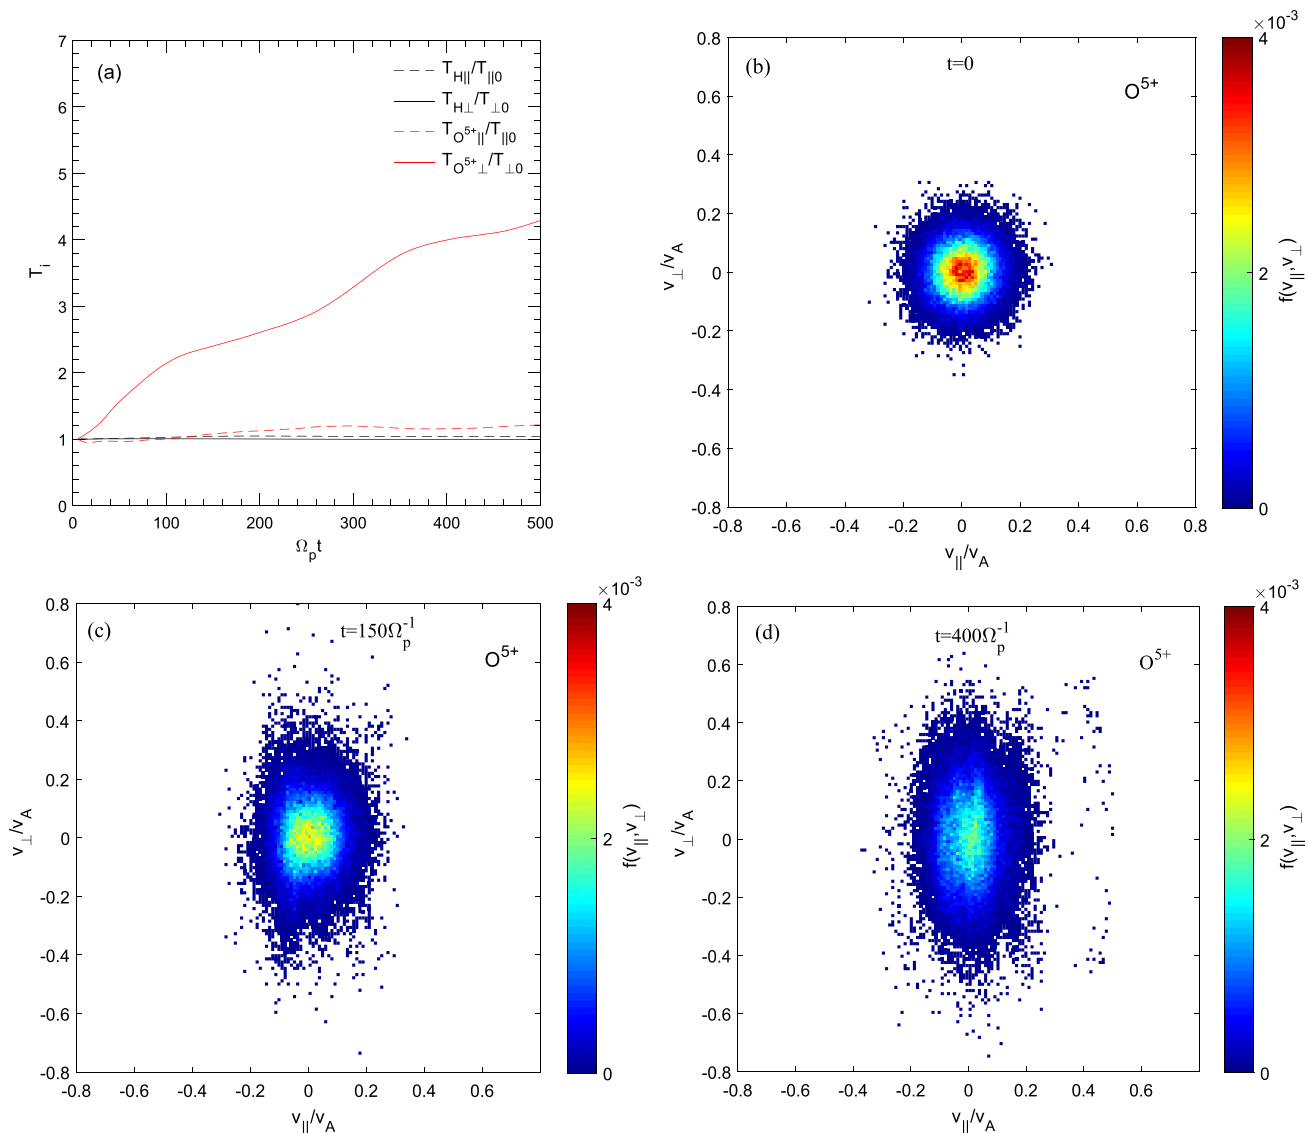 (a)
T_H||/T_||0
T_H⊥/T_⊥0
T_O⁵⁺||/T_||0
T_O⁵⁺⊥/T_⊥0
7
6
5
4
3
2
1
0
T_i
0 100 200 300 400 500
Ω_p t
(b)
t=0
O⁵⁺
0.8
0.6
0.4
0.2
0
-0.2
-0.4
-0.6
-0.8
v_⊥/v_A
-0.8 -0.6 -0.4 -0.2 0 0.2 0.4 0.6 0.8
v_||/v_A
×10⁻³
4
2
0
f(v_||,v_⊥)
(c)
t=150Ω_p⁻¹
O⁵⁺
0.8
0.6
0.4
0.2
0
-0.2
-0.4
-0.6
-0.8
v_⊥/v_A
-0.8 -0.6 -0.4 -0.2 0 0.2 0.4 0.6
v_||/v_A
×10⁻³
4
2
0
f(v_||,v_⊥)
(d)
t=400Ω_p⁻¹
O⁵⁺
0.8
0.6
0.4
0.2
0
-0.2
-0.4
-0.6
-0.8
v_⊥/v_A
-0.8 -0.6 -0.4 -0.2 0 0.2 0.4 0.6
v_||/v_A
×10⁻³
4
2
0
f(v_||,v_⊥)